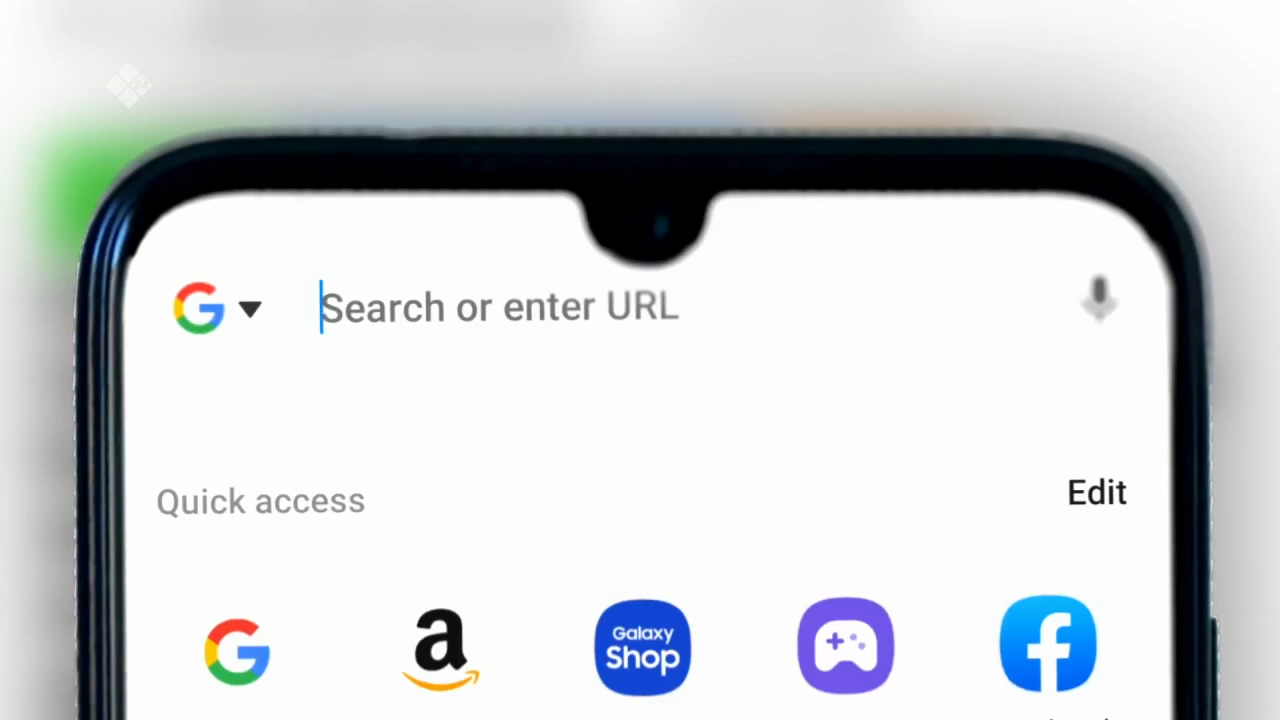 Search or enter URL
Quick access
Edit
a
Galaxy
Shop